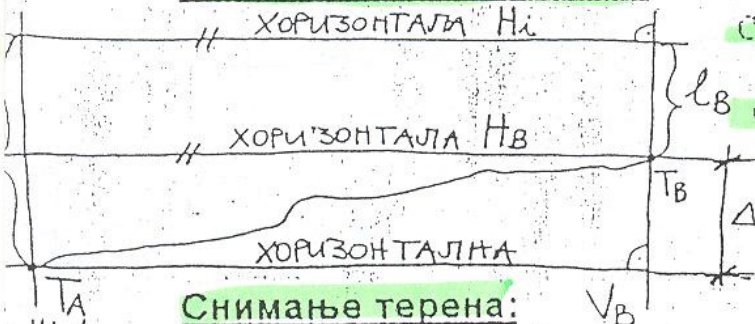 ХОРИЗОНТАЛА Hi
lB
ХОРИЗОНТАЛА HB
TB
Δ
ХОРИЗОНТАЛНА
TA
Снимање терена:
VB